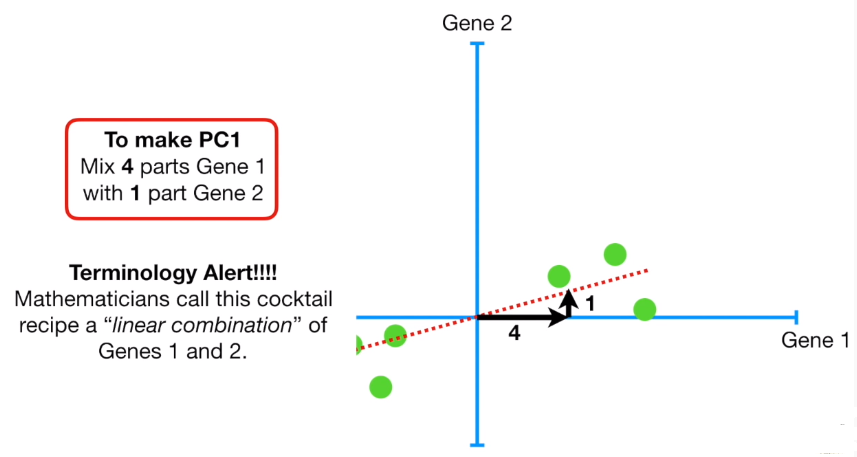 Gene 2
To make PC1
Mix 4 parts Gene 1
with 1 part Gene 2
Terminology Alert!!!!
Mathematicians call this cocktail
recipe a “linear combination” of
Genes 1 and 2.
1
4
Gene 1